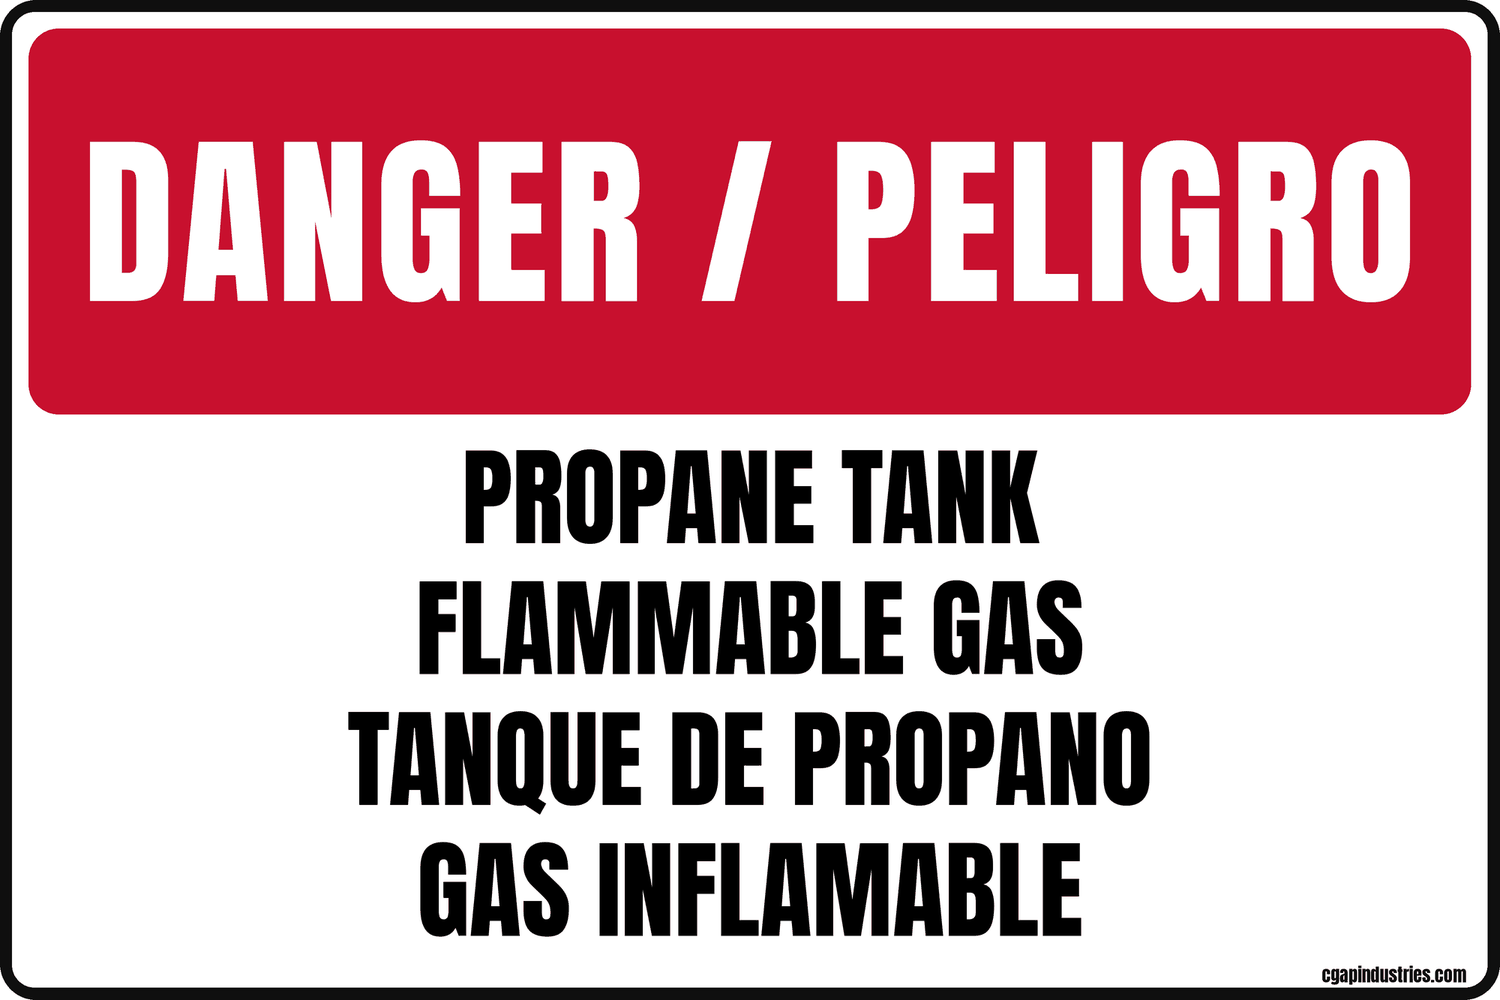 DANGER / PELIGRO
PROPANE TANK
FLAMMABLE GAS
TANQUE DE PROPANO
GAS INFLAMABLE
cgapindustries.com